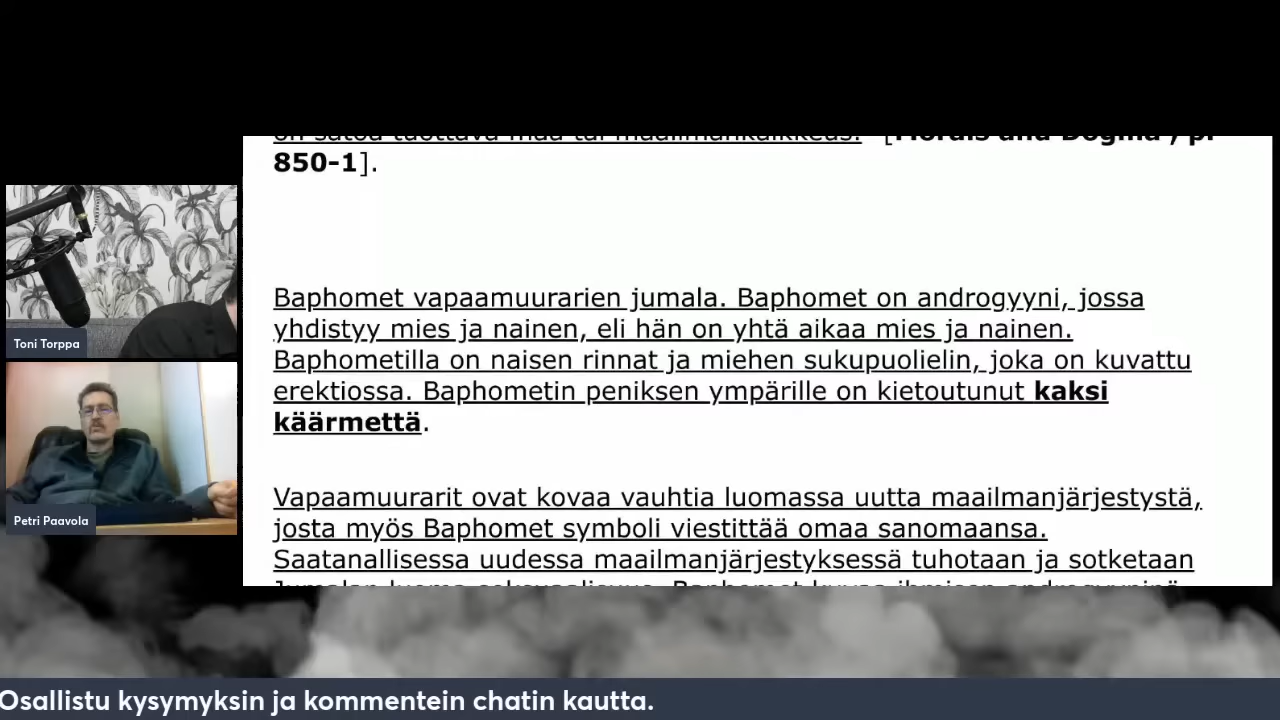 850-1].
Baphomet vapaamuurarien jumala. Baphomet on androgyyni, jossa
yhdistyy mies ja nainen, eli hän on yhtä aikaa mies ja nainen.
Baphometilla on naisen rinnat ja miehen sukupuolielin, joka on kuvattu
erektiossa. Baphometin peniksen ympärille on kietoutunut kaksi
käärmettä.
Vapaamuurarit ovat kovaa vauhtia luomassa uutta maailmanjärjestystä,
josta myös Baphomet symboli viestittää omaa sanomaansa.
Saatanallisessa uudessa maailmanjärjestyksessä tuhotaan ja sotketaan
Toni Torppa
Petri Paavola
Osallistu kysymyksin ja kommentein chatin kautta.